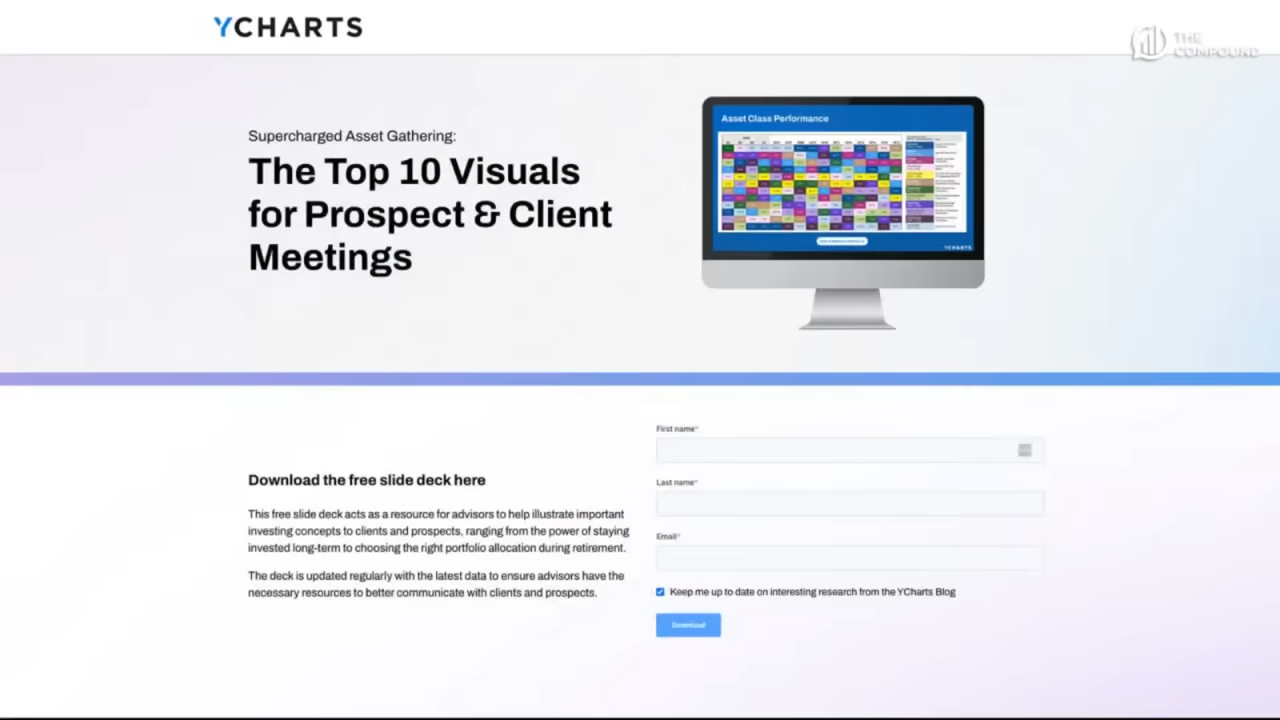 YCHARTS
THE
COMPOUND
Supercharged Asset Gathering:
The Top 10 Visuals
for Prospect & Client
Meetings
Asset Class Performance
YCHARTS
Download the free slide deck here
This free slide deck acts as a resource for advisors to help illustrate important
investing concepts to clients and prospects, ranging from the power of staying
invested long-term to choosing the right portfolio allocation during retirement.
The deck is updated regularly with the latest data to ensure advisors have the
necessary resources to better communicate with clients and prospects.
First name*
Last name*
Email*
Keep me up to date on interesting research from the YCharts Blog
Download